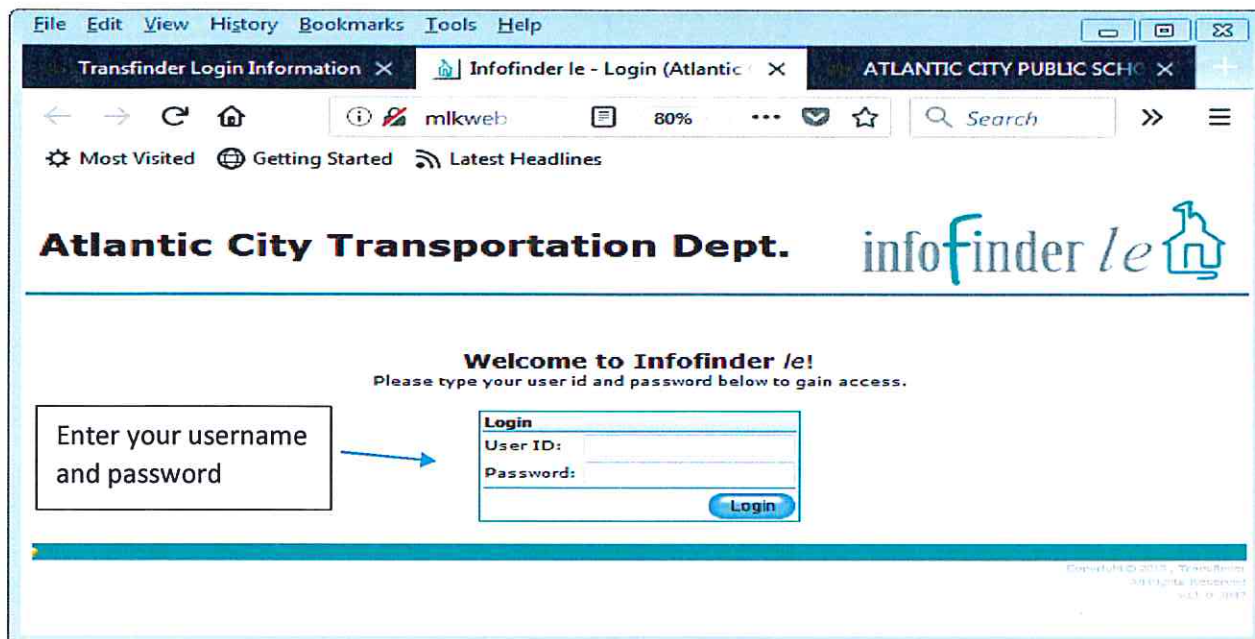 File Edit View History Bookmarks Tools Help
Transfinder Login Information
Infofinder le - Login (Atlantic
ATLANTIC CITY PUBLIC SCHO
mlkweb
80%
Search
Most Visited Getting Started Latest Headlines
Atlantic City Transportation Dept.
infofinder le
Welcome to Infofinder le!
Please type your user id and password below to gain access.
Enter your username
and password
Login
User ID:
Password:
Login
All Rights Reserved